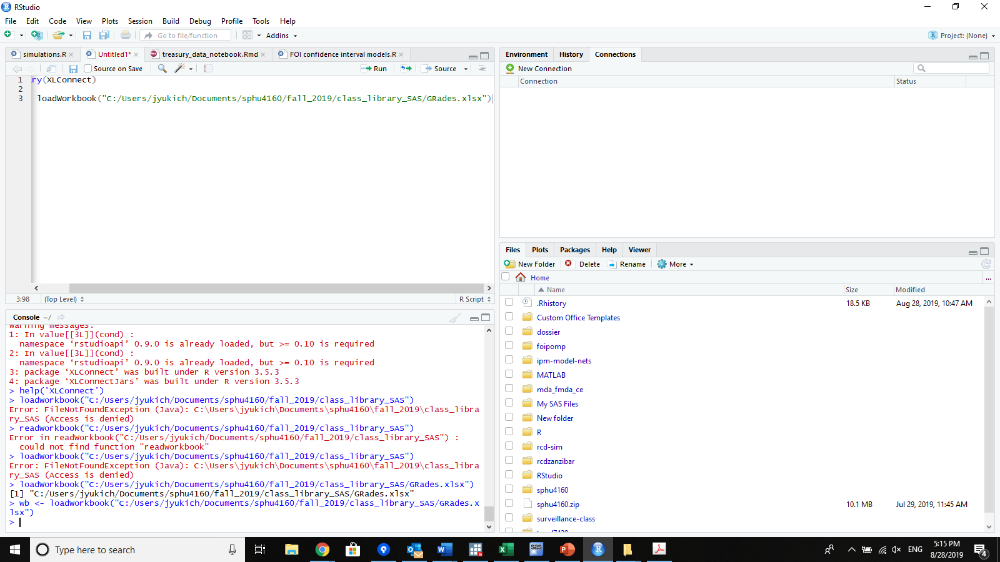 RStudio
File Edit Code View Plots Session Build Debug Profile Tools Help
Go to file/function Addins Project: (None)
simulations.R Untitled1* treasury_data_notebook.Rmd FOI confidence interval models.R
Source on Save Run Source
1 ry(XLConnect)
2
3 loadWorkbook("C:/Users/jyukich/Documents/sphu4160/fall_2019/class_library_SAS/GRades.xlsx")
3:98 (Top Level) R Script
Console ~/
Warning messages:
1: In value[[3L]](cond) :
namespace ‘rstudioapi’ 0.9.0 is already loaded, but >= 0.10 is required
2: In value[[3L]](cond) :
namespace ‘rstudioapi’ 0.9.0 is already loaded, but >= 0.10 is required
3: package ‘XLConnect’ was built under R version 3.5.3
4: package ‘XLConnectJars’ was built under R version 3.5.3
> help('XLConnect')
> loadWorkbook("C:/Users/jyukich/Documents/sphu4160/fall_2019/class_library_SAS")
Error: FileNotFoundException (Java): C:\Users\jyukich\Documents\sphu4160\fall_2019\class_libra
ry_SAS (Access is denied)
> readWorkbook("C:/Users/jyukich/Documents/sphu4160/fall_2019/class_library_SAS")
Error in readWorkbook("C:/Users/jyukich/Documents/sphu4160/fall_2019/class_library_SAS") :
could not find function "readWorkbook"
> loadWorkbook("C:/Users/jyukich/Documents/sphu4160/fall_2019/class_library_SAS")
Error: FileNotFoundException (Java): C:\Users\jyukich\Documents\sphu4160\fall_2019\class_libra
ry_SAS (Access is denied)
> loadWorkbook("C:/Users/jyukich/Documents/sphu4160/fall_2019/class_library_SAS/GRades.xlsx")
[1] "C:/Users/jyukich/Documents/sphu4160/fall_2019/class_library_SAS/GRades.xlsx"
> wb <- loadWorkbook("C:/Users/jyukich/Documents/sphu4160/fall_2019/class_library_SAS/GRades.x
lsx")
>
Environment History Connections
New Connection
Connection Status
Files Plots Packages Help Viewer
New Folder Delete Rename More
Home ...
Name Size Modified
.Rhistory 18.5 KB Aug 28, 2019, 10:47 AM
Custom Office Templates
dossier
foipomp
ipm-model-nets
MATLAB
mda_fmda_ce
My SAS Files
New folder
R
rcd-sim
rcdzanzibar
RStudio
sphu4160
sphu4160.zip 10.1 MB Jul 29, 2019, 11:45 AM
surveillance-class
Type here to search
ENG
5:15 PM
8/28/2019
4